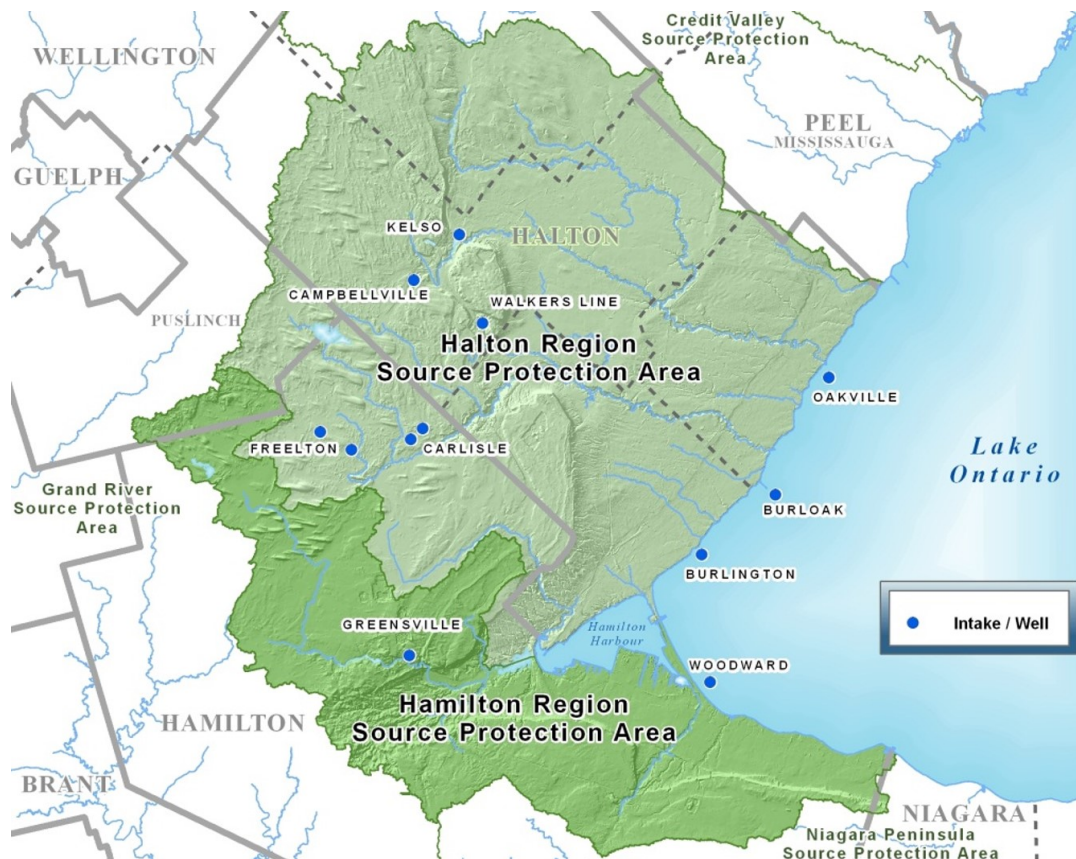 Credit Valley
Source Protection
Area
WELLINGTON
PEEL
MISSISSAUGA
GUELPH
KELSO
HALTON
CAMPBELLVILLE
WALKERS LINE
PUSLINCH
Halton Region
Source Protection Area
OAKVILLE
FREELTON
CARLISLE
Lake
Ontario
Grand River
Source Protection
Area
BURLOAK
BURLINGTON
Intake / Well
GREENSVILLE
Hamilton
Harbour
WOODWARD
Hamilton Region
Source Protection Area
HAMILTON
BRANT
NIAGARA
Niagara Peninsula
Source Protection Area